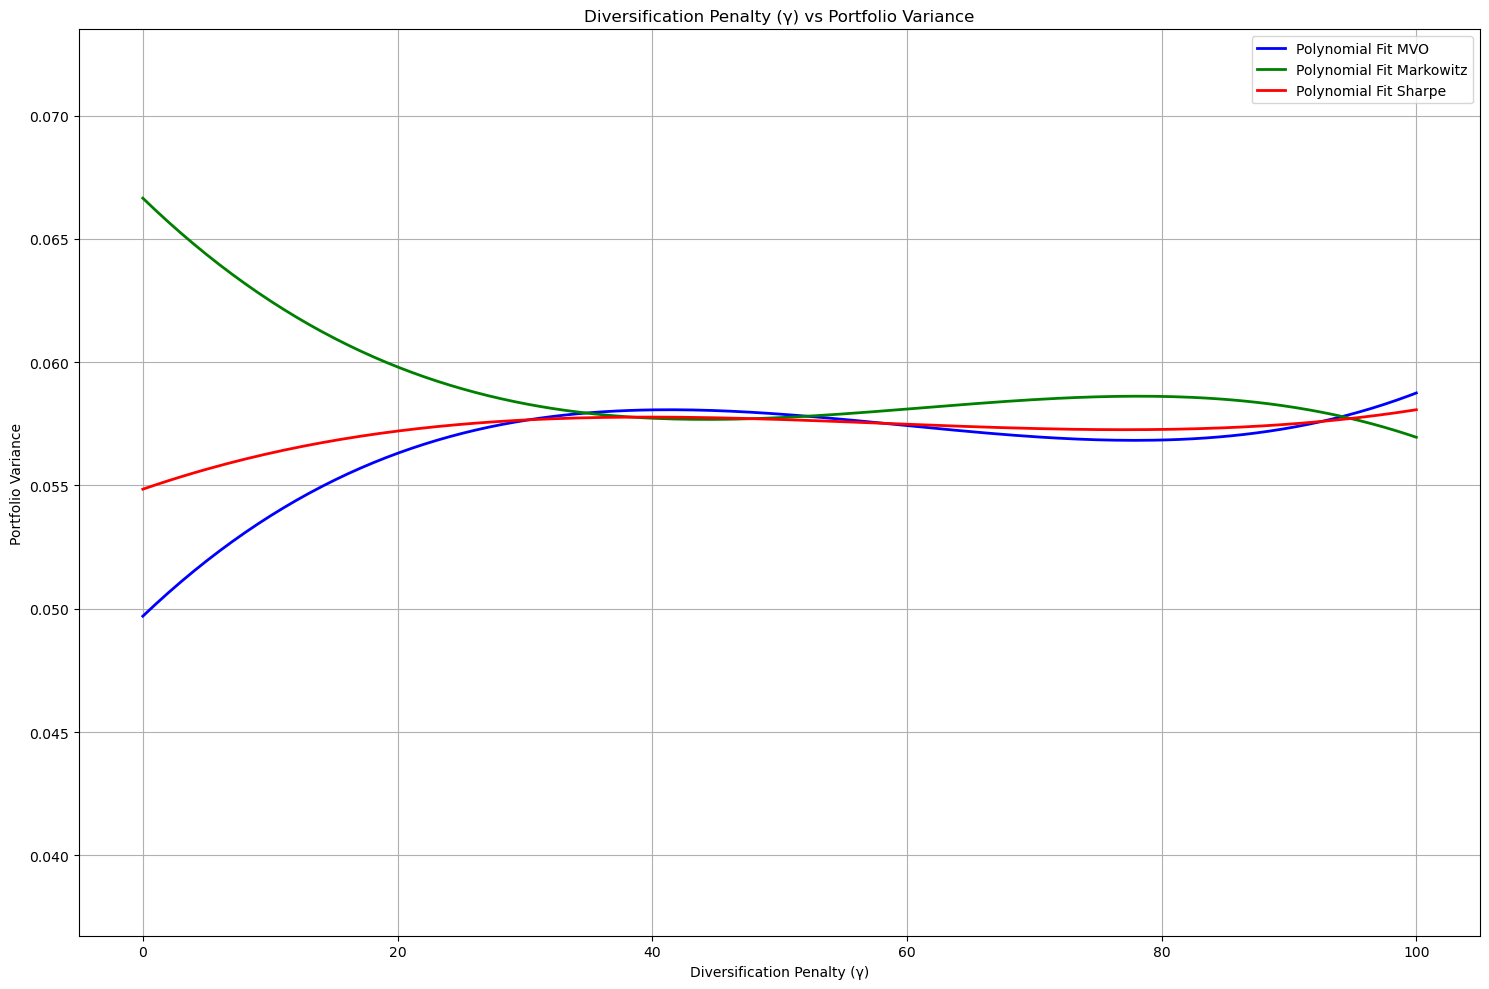 Diversification Penalty (γ) vs Portfolio Variance
Polynomial Fit MVO
Polynomial Fit Markowitz
Polynomial Fit Sharpe
Portfolio Variance
0.070
0.065
0.060
0.055
0.050
0.045
0.040
0 20 40 60 80 100
Diversification Penalty (γ)